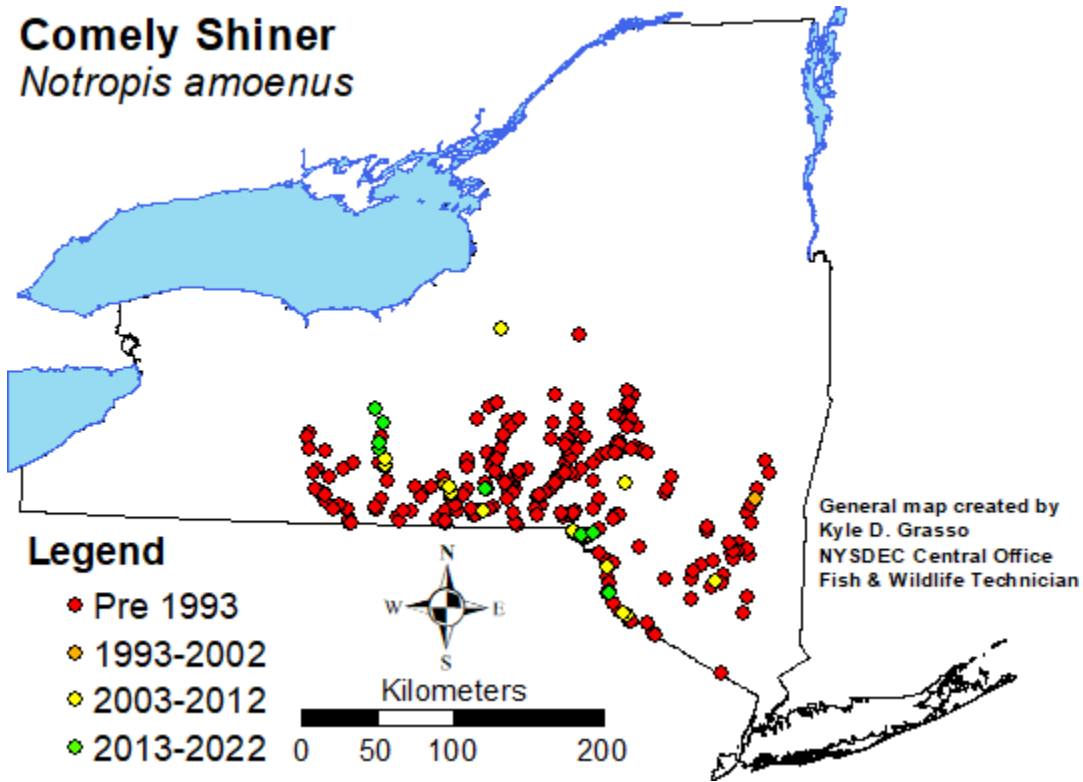 Comely Shiner
Notropis amoenus
General map created by
Kyle D. Grasso
NYSDEC Central Office
Fish & Wildlife Technician
Legend
Pre 1993
1993-2002
2003-2012
2013-2022
N
W E
S
Kilometers
0 50 100 200